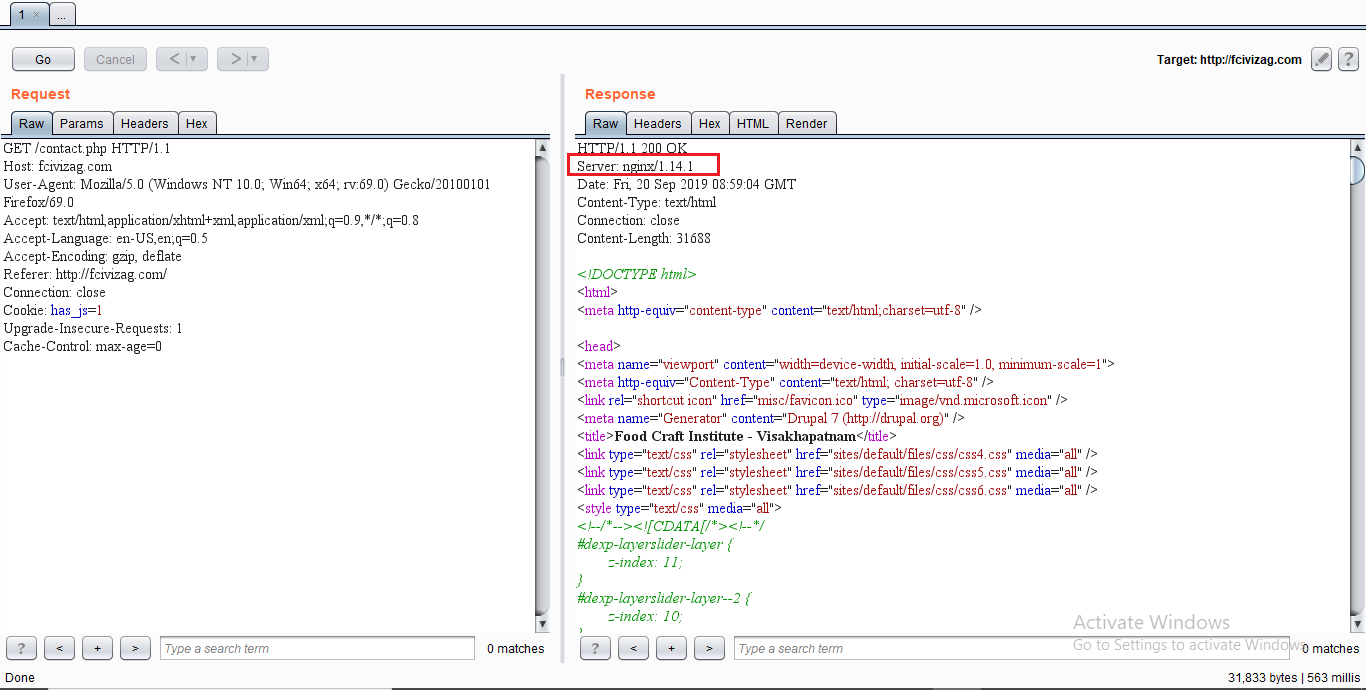 1 × ...
Go Cancel < | ▼ > | ▼ Target: http://fcivizag.com ?
Request
Raw Params Headers Hex
GET /contact.php HTTP/1.1
Host: fcivizag.com
User-Agent: Mozilla/5.0 (Windows NT 10.0; Win64; x64; rv:69.0) Gecko/20100101
Firefox/69.0
Accept: text/html,application/xhtml+xml,application/xml;q=0.9,*/*;q=0.8
Accept-Language: en-US,en;q=0.5
Accept-Encoding: gzip, deflate
Referer: http://fcivizag.com/
Connection: close
Cookie: has_js=1
Upgrade-Insecure-Requests: 1
Cache-Control: max-age=0
? < + > Type a search term 0 matches
Response
Raw Headers Hex HTML Render
HTTP/1.1 200 OK
Server: nginx/1.14.1
Date: Fri, 20 Sep 2019 08:59:04 GMT
Content-Type: text/html
Connection: close
Content-Length: 31688
<!DOCTYPE html>
<html>
<meta http-equiv="content-type" content="text/html;charset=utf-8" />
<head>
<meta name="viewport" content="width=device-width, initial-scale=1.0, minimum-scale=1">
<meta http-equiv="Content-Type" content="text/html; charset=utf-8" />
<link rel="shortcut icon" href="misc/favicon.ico" type="image/vnd.microsoft.icon" />
<meta name="Generator" content="Drupal 7 (http://drupal.org)" />
<title>Food Craft Institute - Visakhapatnam</title>
<link type="text/css" rel="stylesheet" href="sites/default/files/css/css4.css" media="all" />
<link type="text/css" rel="stylesheet" href="sites/default/files/css/css5.css" media="all" />
<link type="text/css" rel="stylesheet" href="sites/default/files/css/css6.css" media="all" />
<style type="text/css" media="all">
<!--/*--><![CDATA[/*><!--*/
#dexp-layerslider-layer {
z-index: 11;
}
#dexp-layerslider-layer--2 {
z-index: 10;
? < + > Type a search term 0 matches
Activate Windows
Go to Settings to activate Windows.
Done 31,833 bytes | 563 millis